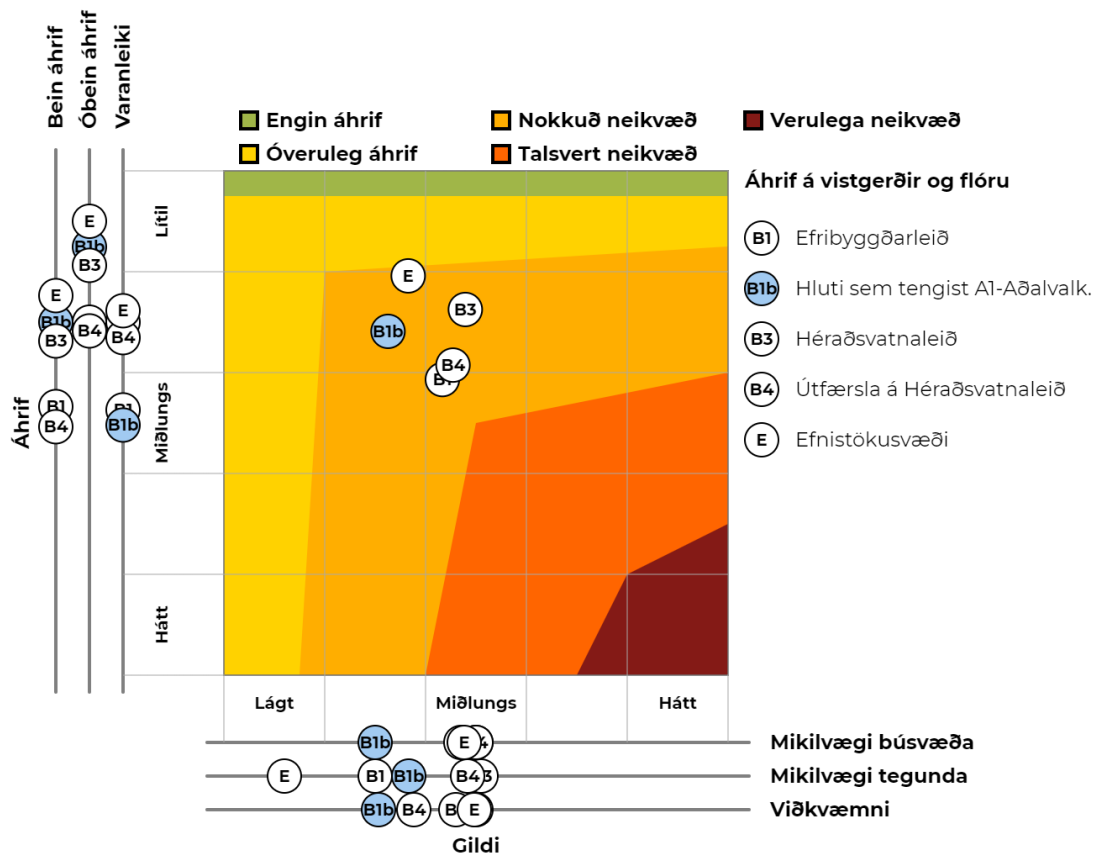 Bein áhrif
Óbein áhrif
Varanleiki
Engin áhrif
Nokkuð neikvæð
Verulega neikvæð
Óveruleg áhrif
Talsvert neikvæð
Áhrif á vistgerðir og flóru
B1 Efribyggðarleið
B1b Hluti sem tengist A1-Aðalvalk.
B3 Héraðsvatnaleið
B4 Útfærsla á Héraðsvatnaleið
E Efnistökusvæði
Lítil
Miðlungs
Hátt
Áhrif
E
B1b
B3
E
B1b
B3
B4
E
B4
B1
B4
B1
B1b
E
B3
B1b
B4
Lágt
Miðlungs
Hátt
B1b
E
4
Mikilvægi búsvæða
E
B1
B1b
B4
3
Mikilvægi tegunda
B1b
B4
B
E
Viðkvæmni
Gildi